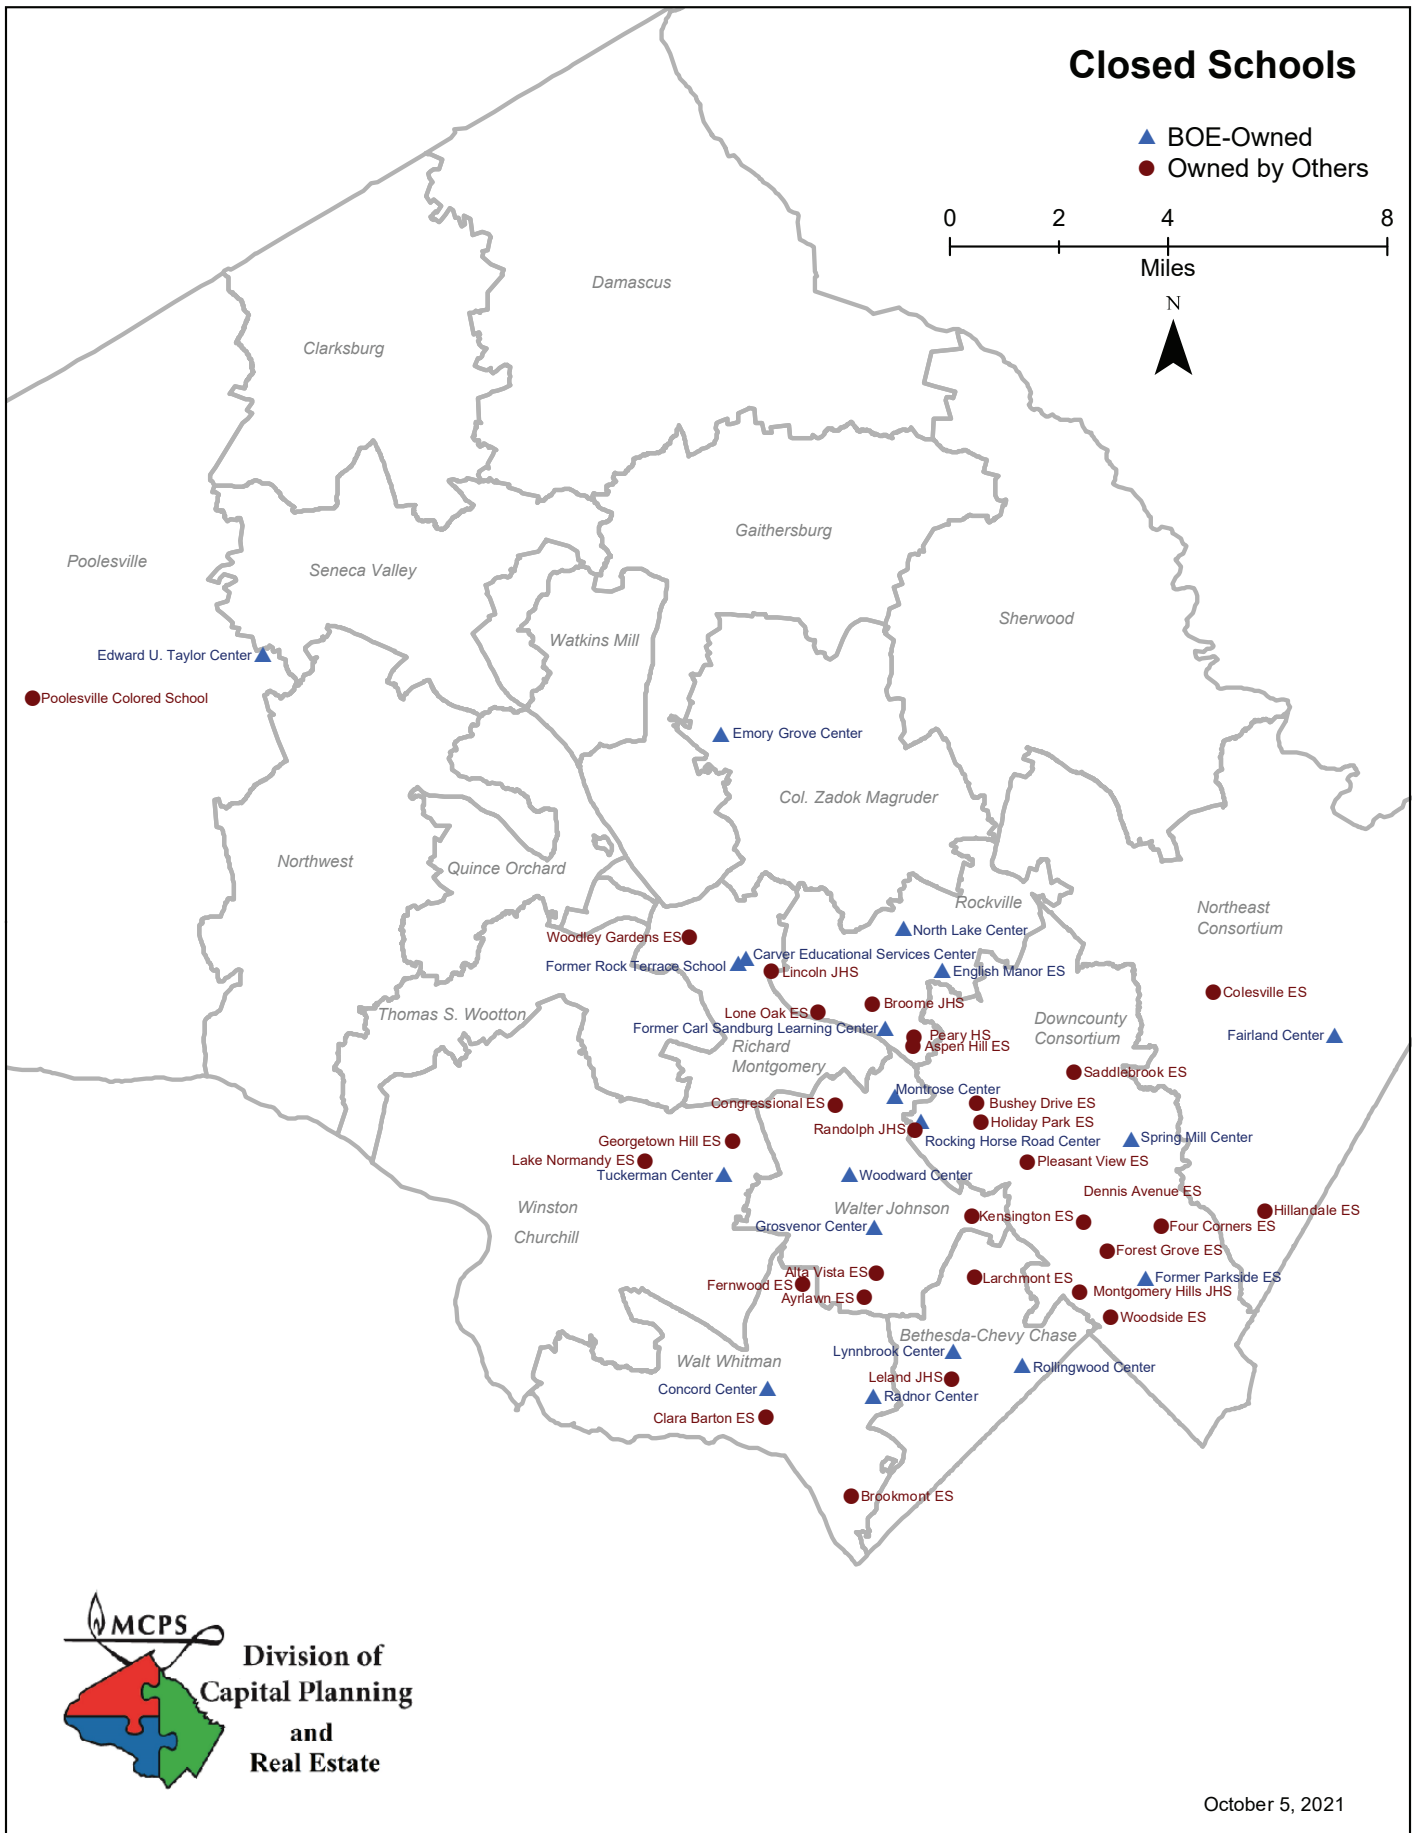 Closed Schools
BOE-Owned
Owned by Others
0 2 4 8
Miles
N
Damascus
Clarksburg
Gaithersburg
Poolesville
Seneca Valley
Sherwood
Watkins Mill
Edward U. Taylor Center
Poolesville Colored School
Emory Grove Center
Col. Zadok Magruder
Northwest
Quince Orchard
Rockville
Northeast
Consortium
North Lake Center
Woodley Gardens ES
Carver Educational Services Center
Former Rock Terrace School
Lincoln JHS
English Manor ES
Colesville ES
Broome JHS
Lone Oak ES
Thomas S. Wootton
Downcounty
Consortium
Former Carl Sandburg Learning Center
Peary HS
Aspen Hill ES
Fairland Center
Richard
Montgomery
Saddlebrook ES
Montrose Center
Congressional ES
Bushey Drive ES
Holiday Park ES
Randolph JHS
Rocking Horse Road Center
Spring Mill Center
Georgetown Hill ES
Lake Normandy ES
Pleasant View ES
Tuckerman Center
Woodward Center
Dennis Avenue ES
Winston
Churchill
Walter Johnson
Hillandale ES
Kensington ES
Four Corners ES
Grosvenor Center
Forest Grove ES
Alta Vista ES
Fernwood ES
Larchmont ES
Former Parkside ES
Ayrlawn ES
Montgomery Hills JHS
Woodside ES
Bethesda-Chevy Chase
Lynnbrook Center
Walt Whitman
Rollingwood Center
Leland JHS
Concord Center
Radnor Center
Clara Barton ES
Brookmont ES
MCPS
Division of
Capital Planning
and
Real Estate
October 5, 2021